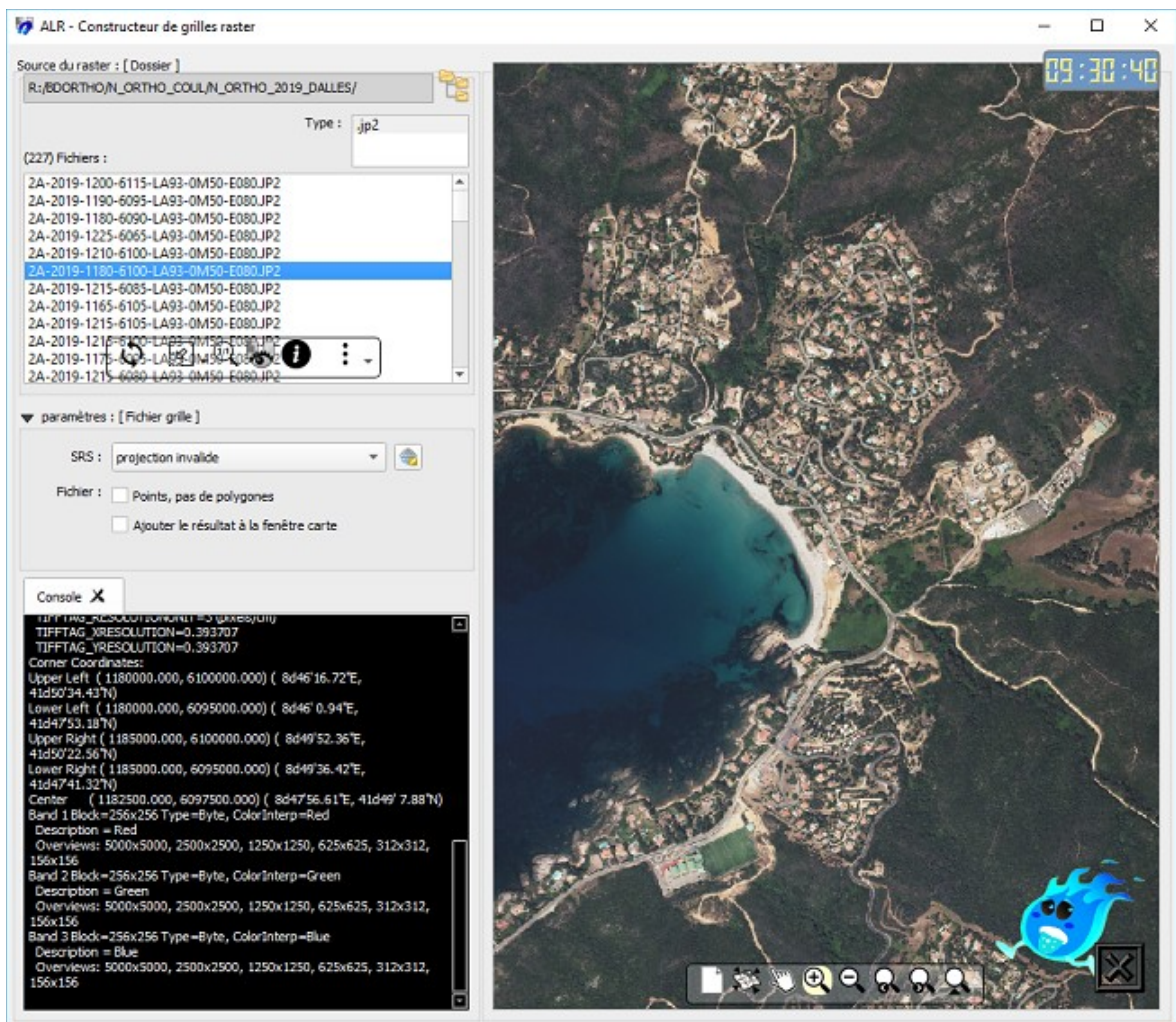 ALR - Constructeur de grilles raster
Source du raster : [ Dossier ]
R:/BDORTHO/N_ORTHO_COUL/N_ORTHO_2019_DALLES/
09:30:40
Type :
.jp2
(227) Fichiers :
2A-2019-1200-6115-LA93-0M50-E080.JP2
2A-2019-1190-6095-LA93-0M50-E080.JP2
2A-2019-1180-6090-LA93-0M50-E080.JP2
2A-2019-1225-6065-LA93-0M50-E080.JP2
2A-2019-1210-6100-LA93-0M50-E080.JP2
2A-2019-1180-6100-LA93-0M50-E080.JP2
2A-2019-1215-6085-LA93-0M50-E080.JP2
2A-2019-1165-6105-LA93-0M50-E080.JP2
2A-2019-1215-6105-LA93-0M50-E080.JP2
2A-2019-1215-6080-LA93-0M50-E080.JP2
paramètres : [ Fichier grille ]
SRS :
projection invalide
Fichier :
Points, pas de polygones
Ajouter le résultat à la fenêtre carte
Console
TIFFTAG_XRESOLUTION=0.393707
TIFFTAG_YRESOLUTION=0.393707
Corner Coordinates:
Upper Left ( 1180000.000, 6100000.000) ( 8d46'16.72"E,
41d50'34.43"N)
Lower Left ( 1180000.000, 6095000.000) ( 8d46' 0.94"E,
41d47'53.18"N)
Upper Right ( 1185000.000, 6100000.000) ( 8d49'52.36"E,
41d50'22.56"N)
Lower Right ( 1185000.000, 6095000.000) ( 8d49'36.42"E,
41d47'41.32"N)
Center ( 1182500.000, 6097500.000) ( 8d47'56.61"E, 41d49' 7.88"N)
Band 1 Block=256x256 Type=Byte, ColorInterp=Red
Description = Red
Overviews: 5000x5000, 2500x2500, 1250x1250, 625x625, 312x312,
156x156
Band 2 Block=256x256 Type=Byte, ColorInterp=Green
Description = Green
Overviews: 5000x5000, 2500x2500, 1250x1250, 625x625, 312x312,
156x156
Band 3 Block=256x256 Type=Byte, ColorInterp=Blue
Description = Blue
Overviews: 5000x5000, 2500x2500, 1250x1250, 625x625, 312x312,
156x156